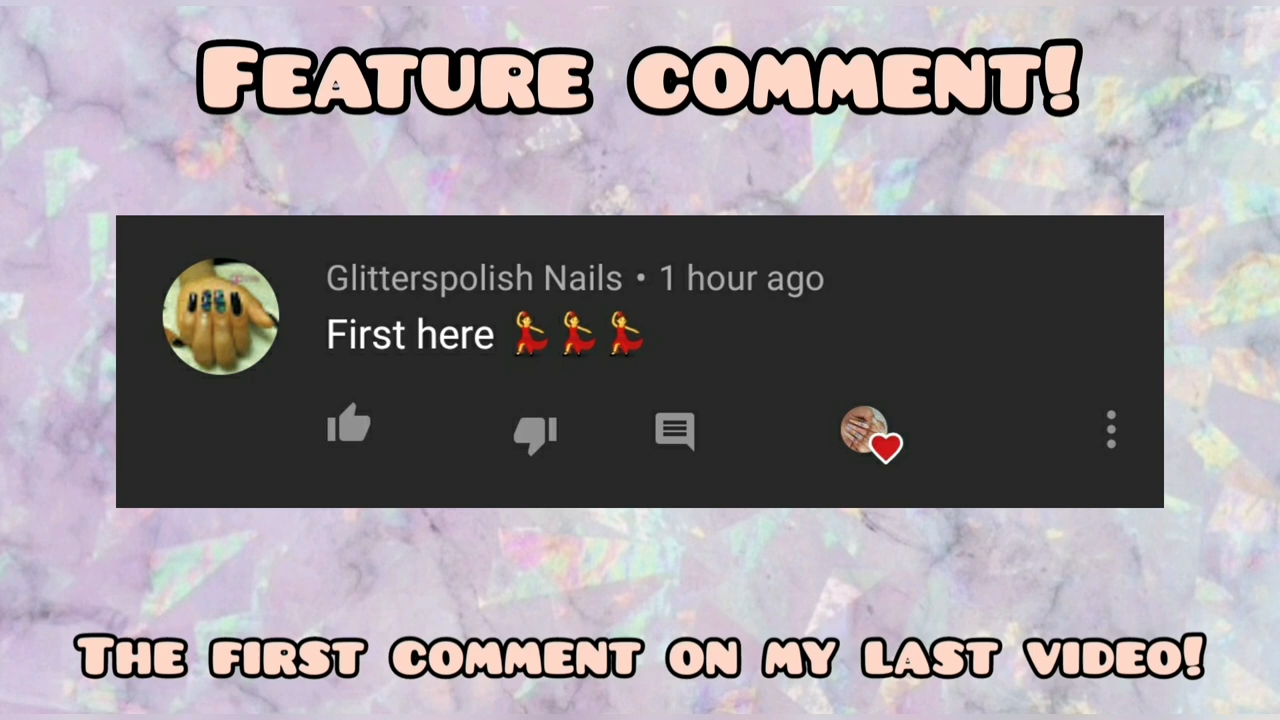 Feature comment!
Glitterspolish Nails • 1 hour ago
First here 💃💃💃
The first comment on my last video!